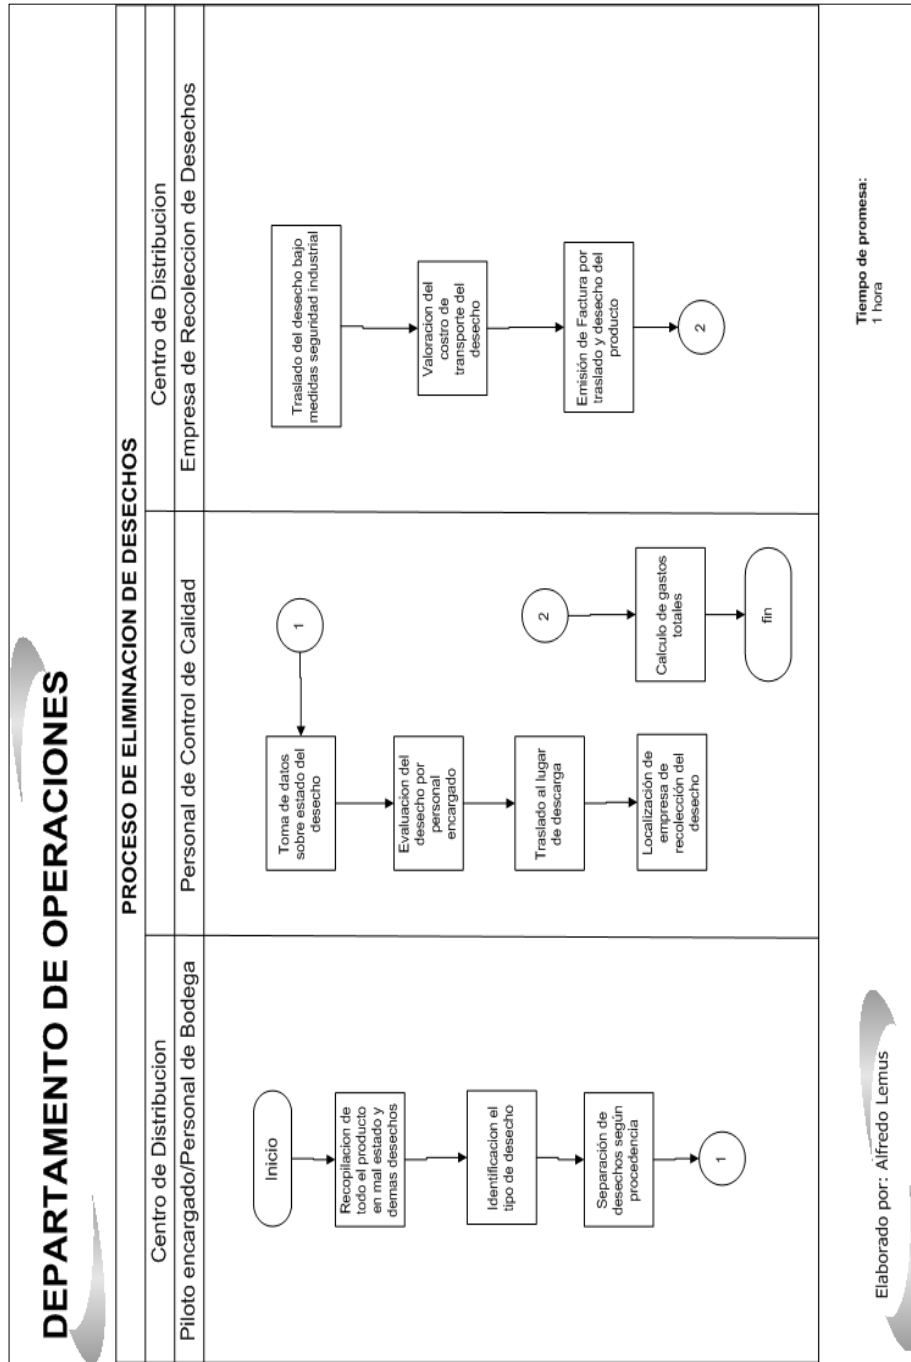 DEPARTAMENTO DE OPERACIONES
PROCESO DE ELIMINACION DE DESECHOS
Centro de Distribucion
Piloto encargado/Personal de Bodega
Inicio
Recopilacion de
todo el producto
en mal estado y
demas desechos
Identificacion el
tipo de desecho
Separación de
desechos según
procedencia
1
Personal de Control de Calidad
1
Toma de datos
sobre estado del
desecho
Evaluacion del
desecho por
personal
encargado
Traslado al lugar
de descarga
Localización de
empresa de
recolección del
desecho
2
Calculo de gastos
totales
fin
Centro de Distribucion
Empresa de Recoleccion de Desechos
Traslado del desecho bajo
medidas seguridad industrial
Valoracion del
costro de
transporte del
desecho
Emisión de Factura por
traslado y desecho del
producto
2
Elaborado por: Alfredo Lemus
Tiempo de promesa:
1 hora